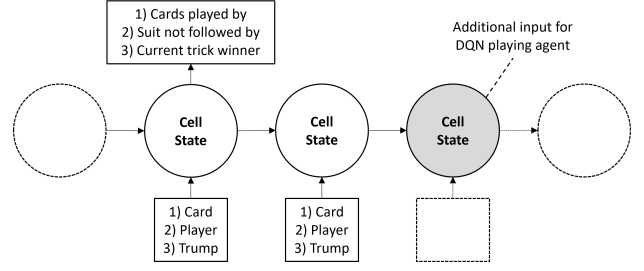 1) Cards played by
2) Suit not followed by
3) Current trick winner
Additional input for
DQN playing agent
Cell
State
Cell
State
Cell
State
1) Card
2) Player
3) Trump
1) Card
2) Player
3) Trump